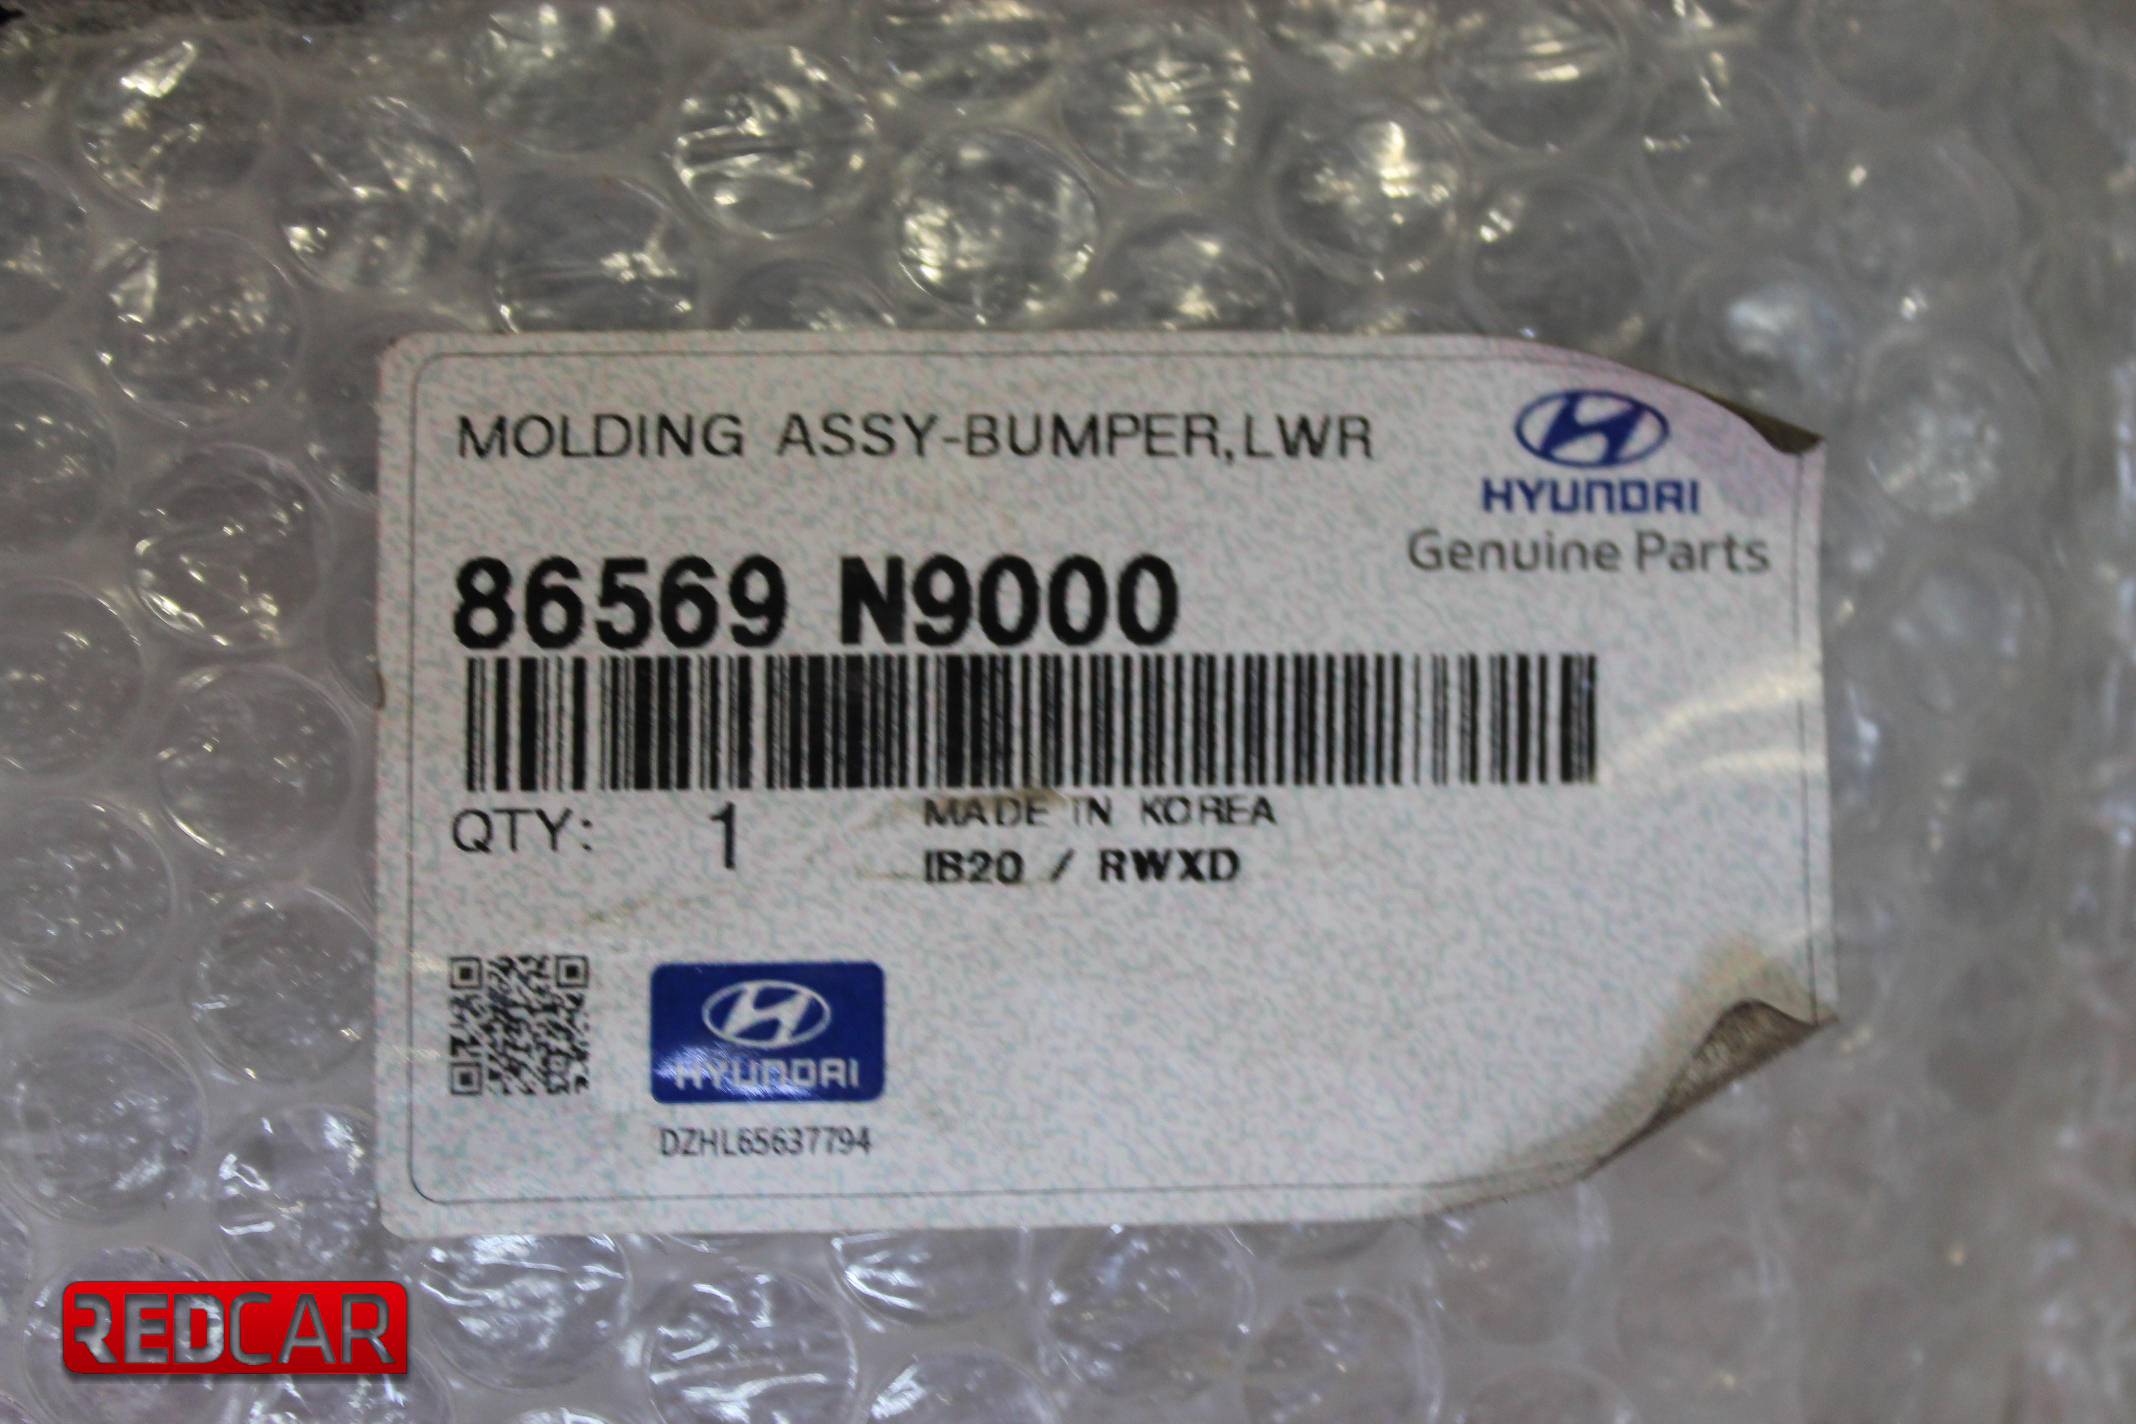 MOLDING ASSY-BUMPER,LWR
HYUNDAI
Genuine Parts
86569 N9000
QTY: 1
MADE IN KOREA
IB20 / RWXD
HYUNDAI
DZHL65637794
REDCAR